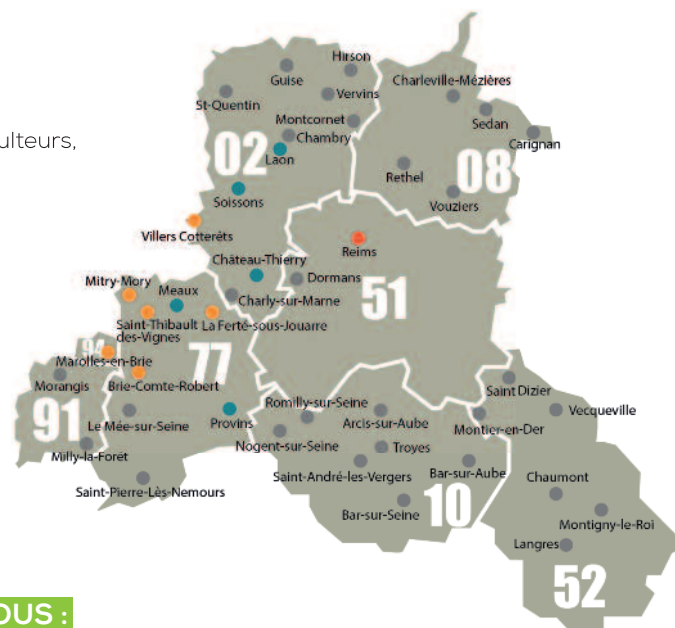 ulteurs,
Hirson
Guise
Charleville-Mézières
St-Quentin
Vervins
Montcornet
Sedan
Chambry
Carignan
02
Laon
Rethel
08
Soissons
Vouziers
Villers Cotterêts
Reims
Château-Thierry
Mitry-Mory
Meaux
Dormans
51
Charly-sur-Marne
Saint-Thibault
des-Vignes
La Ferté-sous-Jouarre
94
Marolles-en-Brie
77
Morangis
Brie-Comte-Robert
Saint Dizier
91
Le Mée-sur-Seine
Provins
Romilly-sur-Seine
Arcis-sur-Aube
Vecqueville
Montier-en-Der
Nogent-sur-Seine
Troyes
Milly-la-Forêt
Saint-André-les-Vergers
Bar-sur-Aube
Chaumont
Saint-Pierre-Lès-Nemours
Bar-sur-Seine
10
Montigny-le-Roi
Langres
52
OUS :